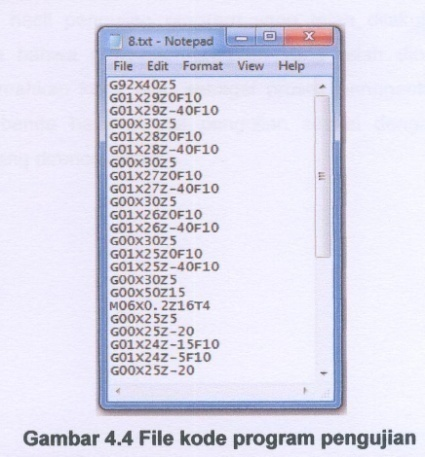 8.txt - Notepad
File Edit Format View Help
G92X40Z5
G01X29Z0F10
G01X29Z-40F10
G00X30Z5
G01X28Z0F10
G01X28Z-40F10
G00X30Z5
G01X27Z0F10
G01X27Z-40F10
G00X30Z5
G01X26Z0F10
G01X26Z-40F10
G00X30Z5
G01X25Z0F10
G01X25Z-40F10
G00X30Z5
G00X50Z15
M06X0.2Z16T4
G00X25Z5
G00X25Z-20
G01X24Z-15F10
G01X24Z-5F10
G00X25Z-20
Gambar 4.4 File kode program pengujian